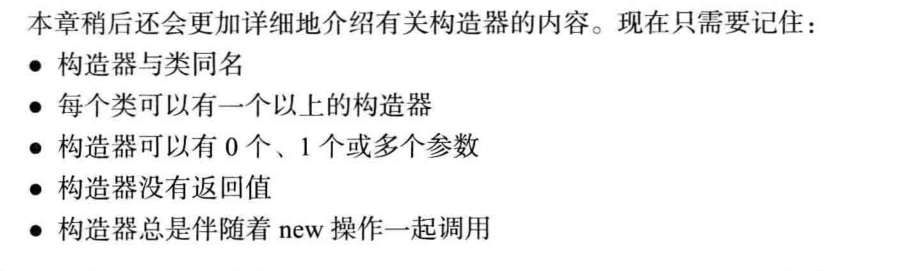 本章稍后还会更加详细地介绍有关构造器的内容。现在只需要记住：
● 构造器与类同名
● 每个类可以有一个以上的构造器
● 构造器可以有 0 个、1 个或多个参数
● 构造器没有返回值
● 构造器总是伴随着 new 操作一起调用